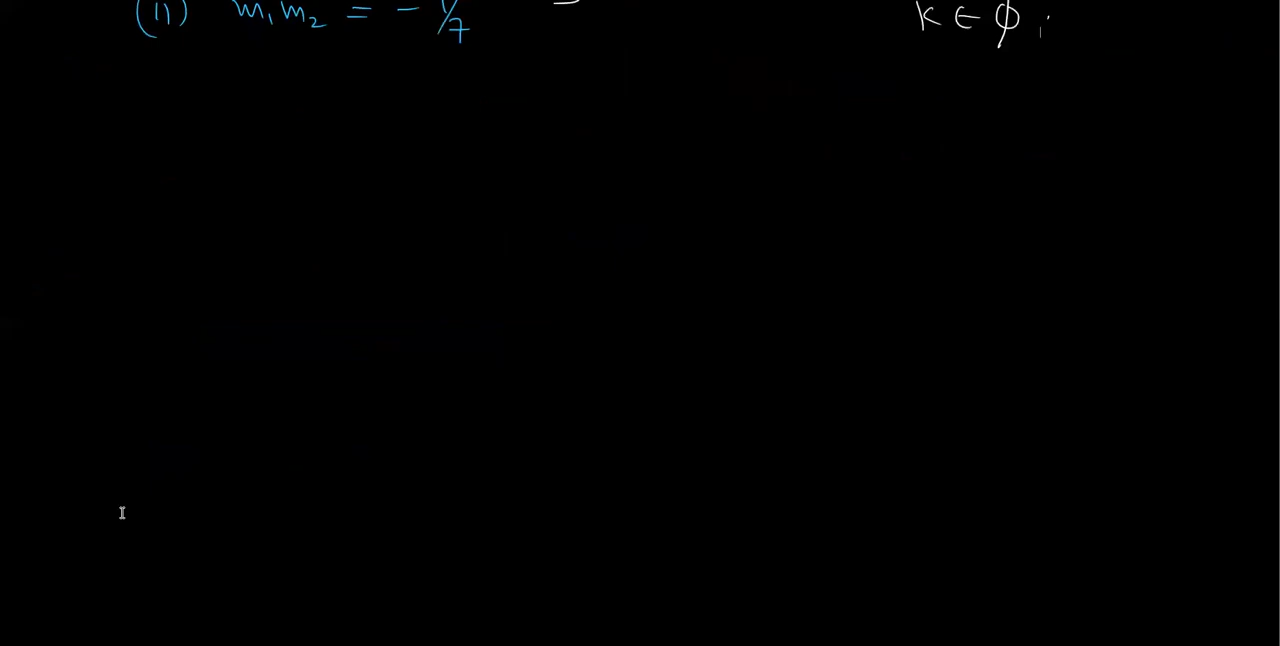 (ii) m₁m₂ = - 1/7
k ∈ ϕ ;